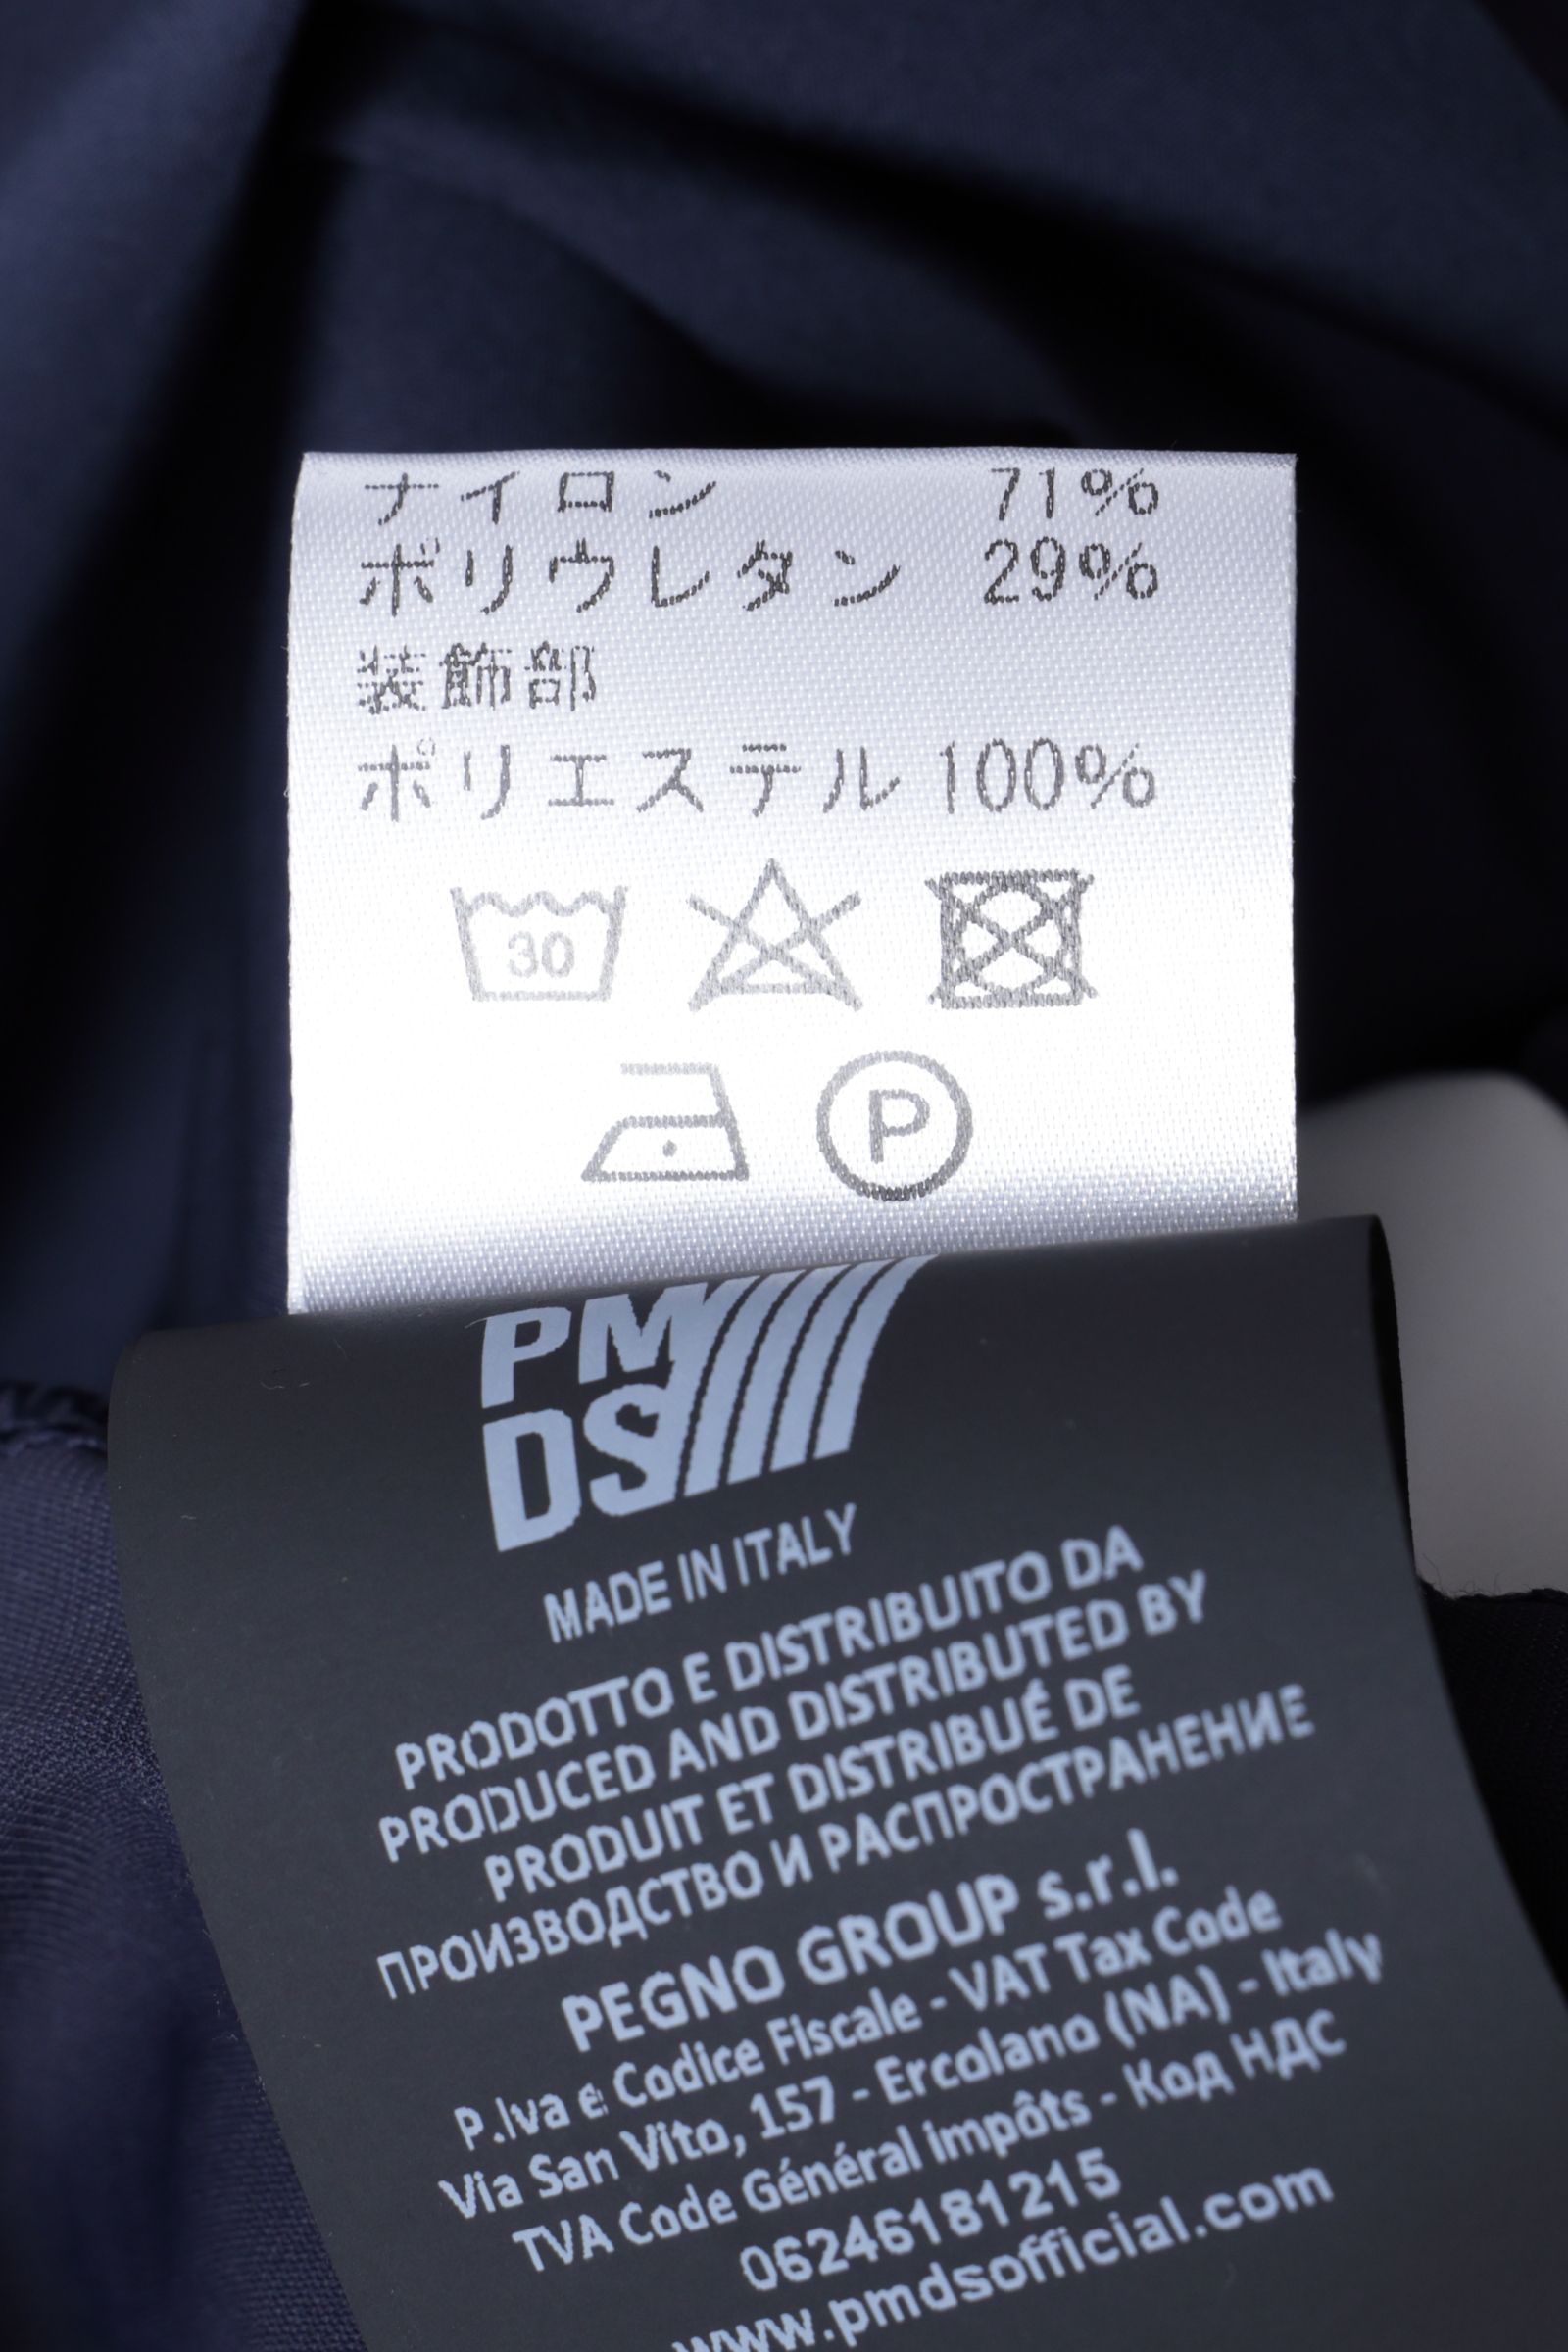 ナイロン 71%
ポリウレタン 29%
装飾部
ポリエステル 100%
30
P
PM
DS
MADE IN ITALY
PRODOTTO E DISTRIBUITO DA
PRODUCED AND DISTRIBUTED BY
PRODUIT ET DISTRIBUÉ DE
ПРОИЗВОДСТВО И РАСПРОСТРАНЕНИЕ
PEGNO GROUP s.r.l.
P.Iva e Codice Fiscale - VAT Tax Code
Via San Vito, 157 - Ercolano (NA) - Italy
TVA Code Général impôts - Код НДС
06246181215
www.pmdsofficial.com